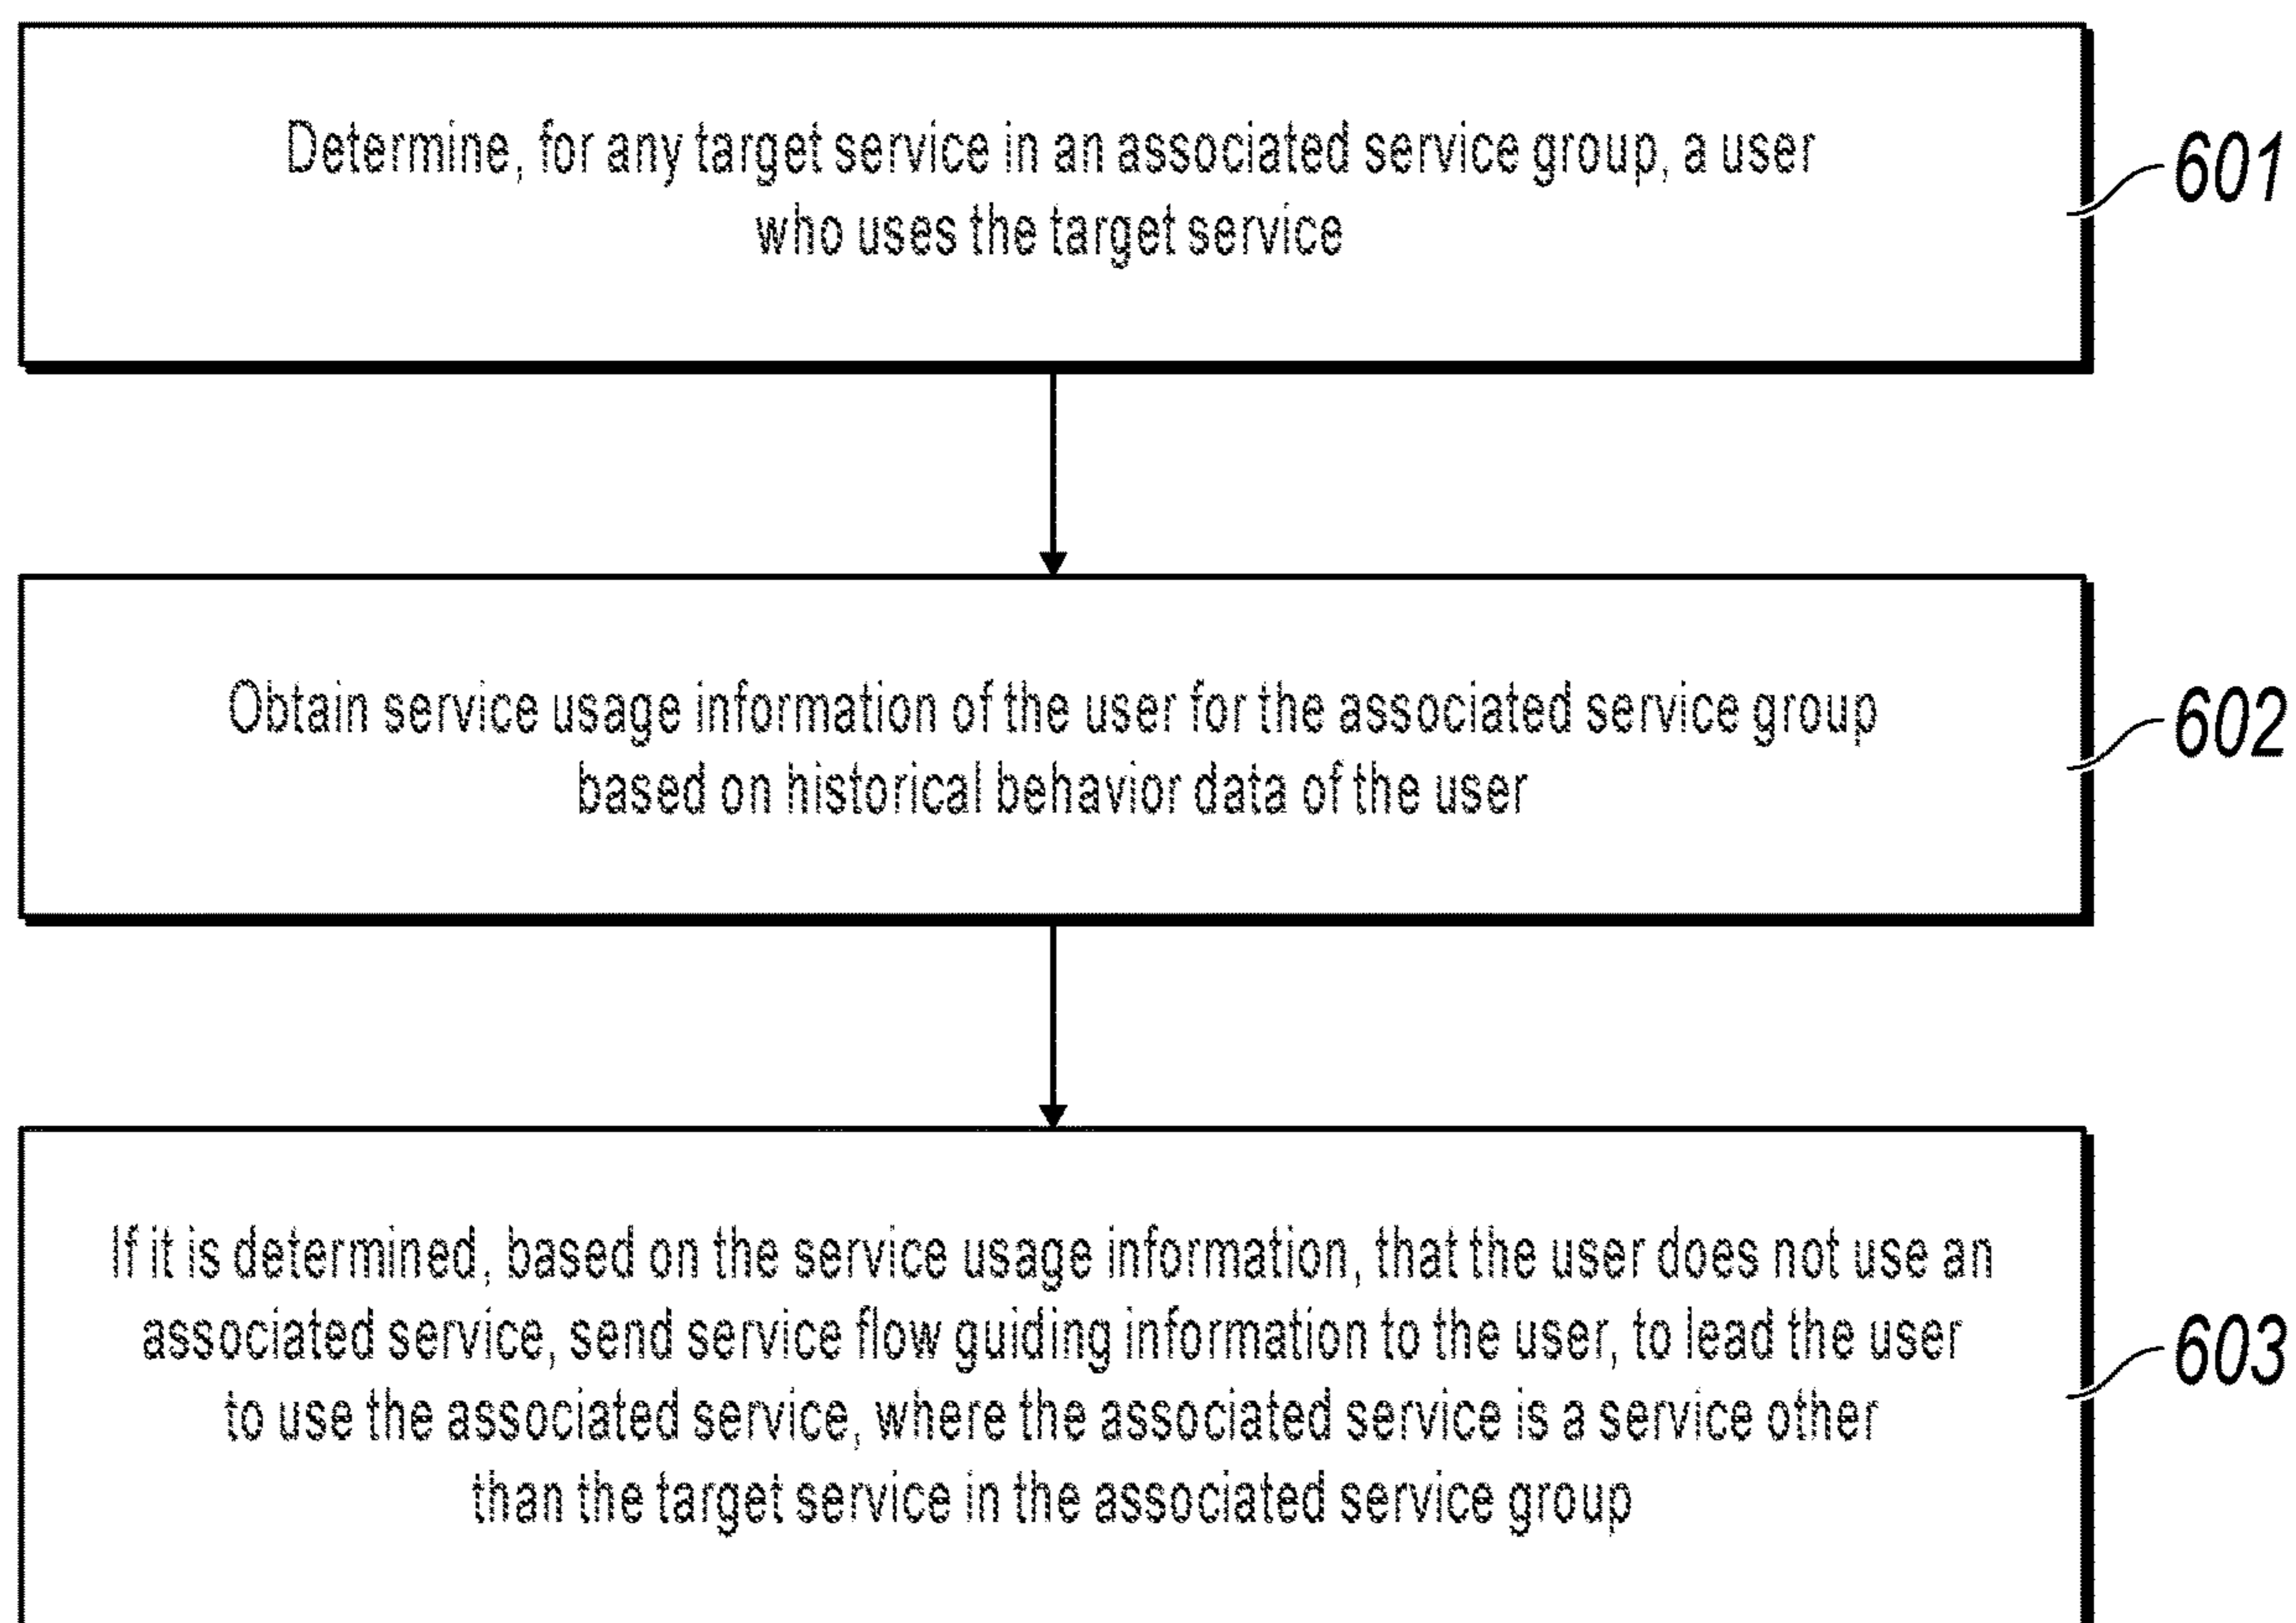 Determine, for any target service in an associated service group, a user
who uses the target service
601
Obtain service usage information of the user for the associated service group
based on historical behavior data of the user
602
If it is determined, based on the service usage information, that the user does not use an
associated service, send service flow guiding information to the user, to lead the user
to use the associated service, where the associated service is a service other
than the target service in the associated service group
603